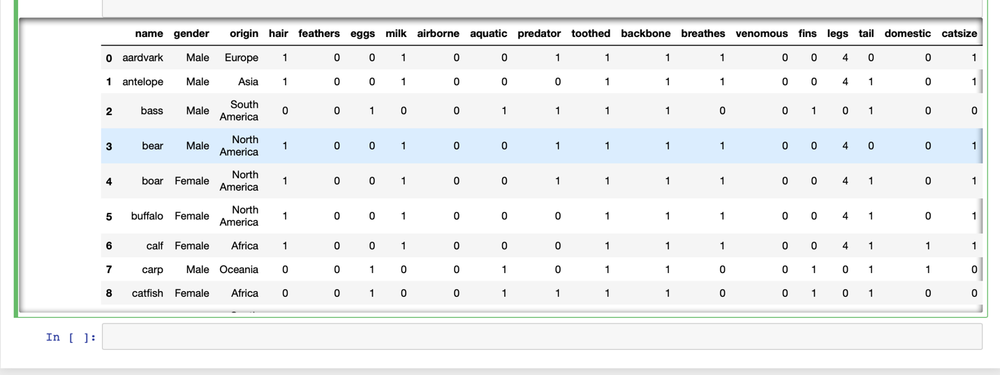 name gender origin hair feathers eggs milk airborne aquatic predator toothed backbone breathes venomous fins legs tail domestic catsize
0 aardvark Male Europe 1 0 0 1 0 0 1 1 1 1 0 0 4 0 0 1
1 antelope Male Asia 1 0 0 1 0 0 0 1 1 1 0 0 4 1 0 1
2 bass Male South America 0 0 1 0 0 1 1 1 1 0 0 1 0 1 0 0
3 bear Male North America 1 0 0 1 0 0 1 1 1 1 0 0 4 0 0 1
4 boar Female North America 1 0 0 1 0 0 1 1 1 1 0 0 4 1 0 1
5 buffalo Female North America 1 0 0 1 0 0 0 1 1 1 0 0 4 1 0 1
6 calf Female Africa 1 0 0 1 0 0 0 1 1 1 0 0 4 1 1 1
7 carp Male Oceania 0 0 1 0 0 1 0 1 1 0 0 1 0 1 1 0
8 catfish Female Africa 0 0 1 0 0 1 1 1 1 0 0 1 0 1 0 0
In [ ]: